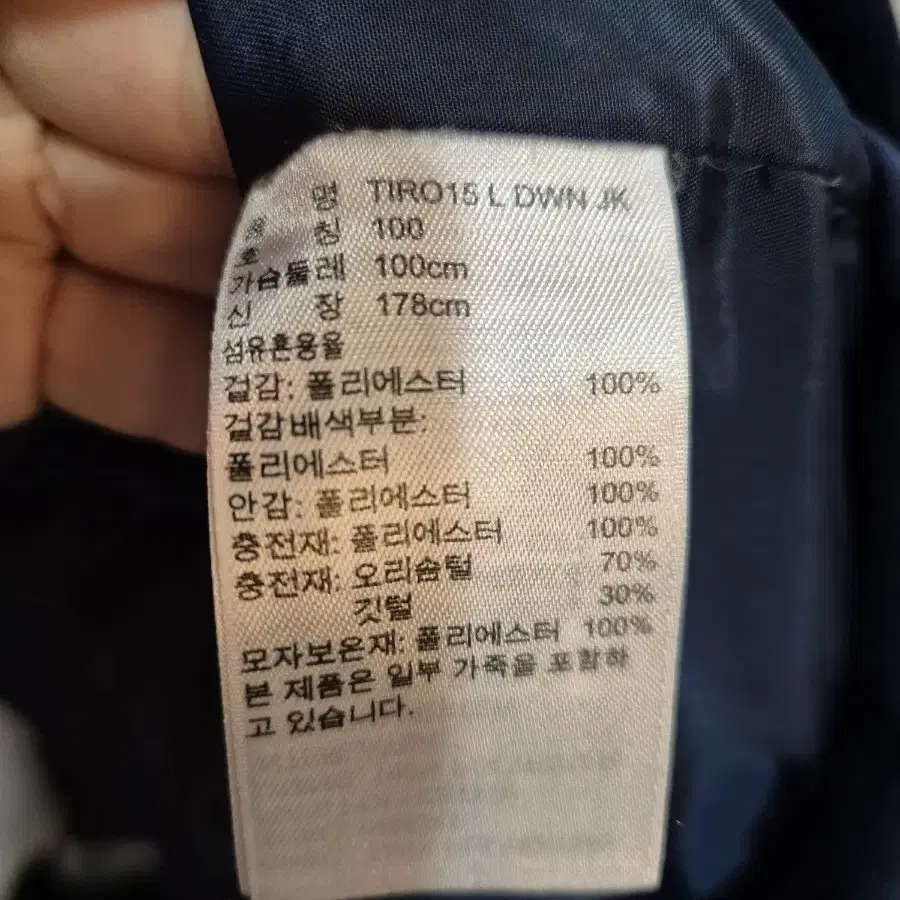 품 명 TIRO15 L DWN JK
호 칭 100
가슴둘레 100cm
신 장 178cm
섬유혼용율
겉감: 폴리에스터 100%
겉감배색부분:
폴리에스터 100%
안감: 폴리에스터 100%
충전재: 폴리에스터 100%
충전재: 오리솜털 70%
깃털 30%
모자보온재: 폴리에스터 100%
본 제품은 일부 가죽을 포함하
고 있습니다.